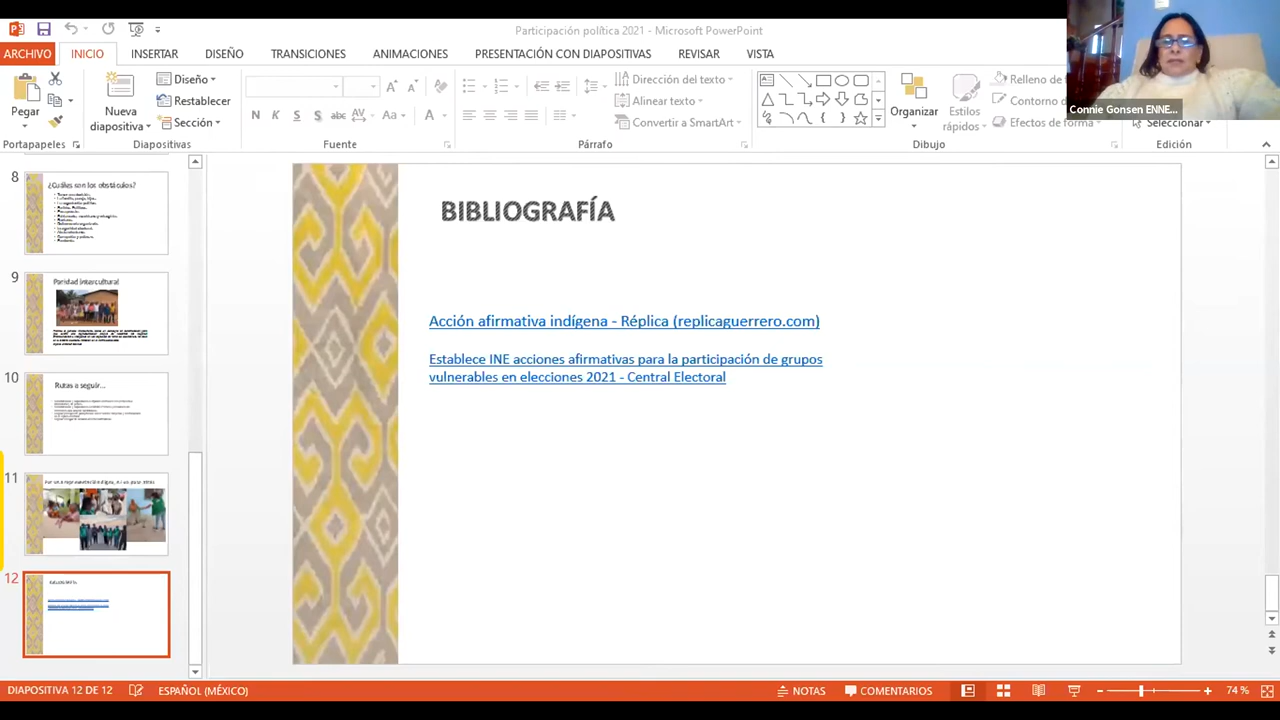 Participación política 2021 - Microsoft PowerPoint
ARCHIVO INICIO INSERTAR DISEÑO TRANSICIONES ANIMACIONES PRESENTACIÓN CON DIAPOSITIVAS REVISAR VISTA
Pegar
Portapapeles
Nueva
diapositiva
Diseño
Restablecer
Sección
Diapositivas
N K S S abc AV Aa A
Fuente
Dirección del texto
Alinear texto
Convertir a SmartArt
Párrafo
Organizar
Estilos
rápidos
Relleno de
Contorno d
Efectos de forma
Dibujo
Seleccionar
Edición
Connie Gonsen ENNE...
8
¿Cuáles son los obstáculos?
9
Paridad intercultural
10
Rutas a seguir...
11
12
BIBLIOGRAFÍA
Acción afirmativa indígena - Réplica (replicaguerrero.com)
Establece INE acciones afirmativas para la participación de grupos
vulnerables en elecciones 2021 - Central Electoral
DIAPOSITIVA 12 DE 12 ESPAÑOL (MÉXICO) NOTAS COMENTARIOS 74 %